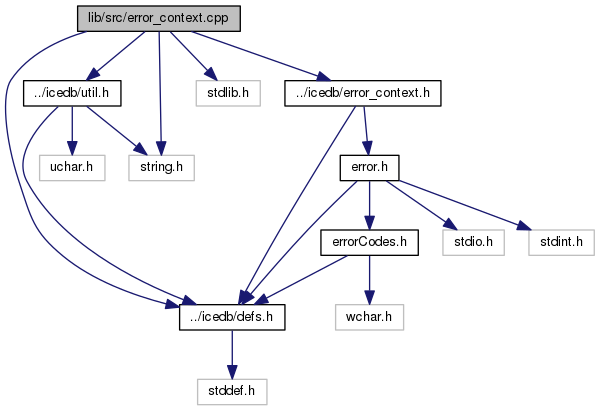 lib/src/error_context.cpp
../icedb/util.h
stdlib.h
../icedb/error_context.h
uchar.h
string.h
error.h
errorCodes.h
stdio.h
stdint.h
../icedb/defs.h
wchar.h
stddef.h